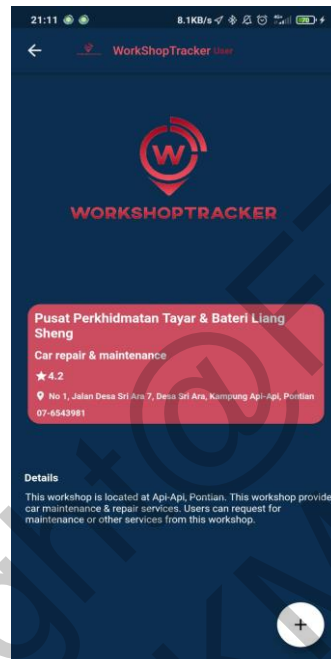 21:11 8.1KB/s 70
WorkShopTracker User
W
WORKSHOPTRACKER
Pusat Perkhidmatan Tayar & Bateri Liang
Sheng
Car repair & maintenance
★4.2
No 1, Jalan Desa Sri Ara 7, Desa Sri Ara, Kampung Api-Api, Pontian
07-6543981
Details
This workshop is located at Api-Api, Pontian. This workshop provide
car maintenance & repair services. Users can request for
maintenance or other services from this workshop.
+